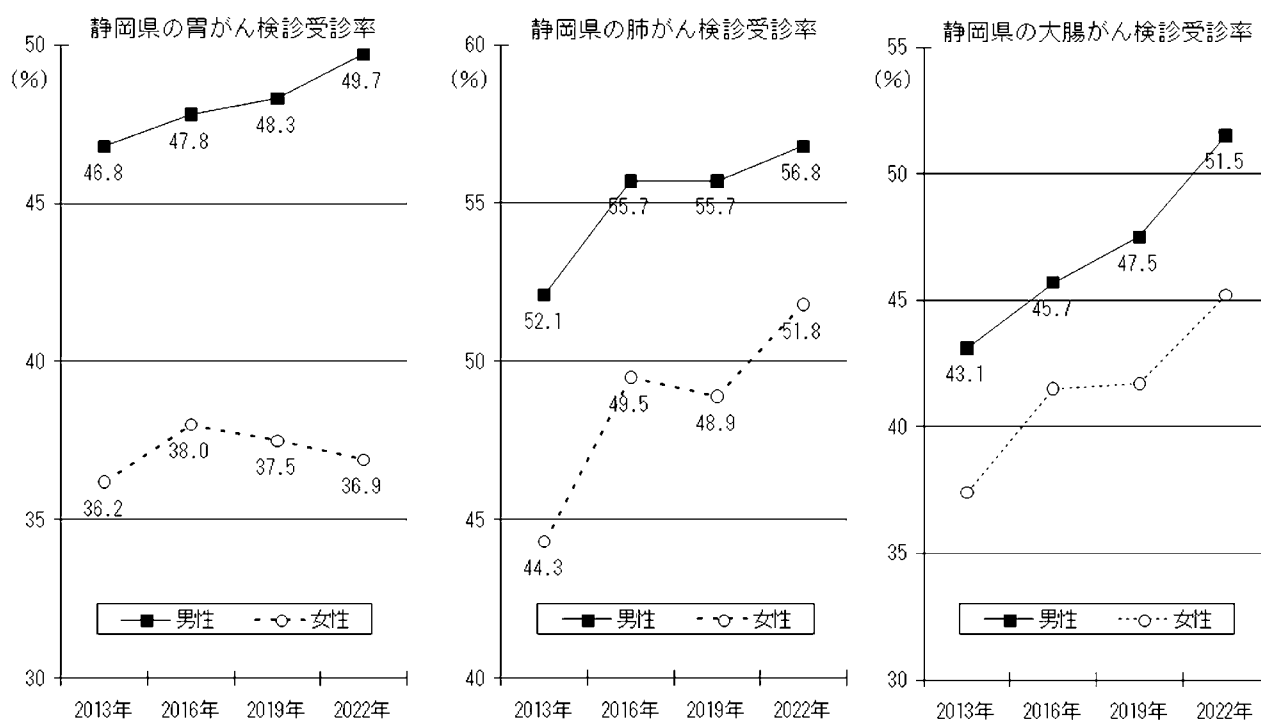 静岡県の胃がん検診受診率
(%)
50
45
40
35
30
46.8
47.8
48.3
49.7
36.2
38.0
37.5
36.9
男性
女性
2013年
2016年
2019年
2022年
静岡県の肺がん検診受診率
(%)
60
55
50
45
40
52.1
55.7
55.7
56.8
44.3
49.5
48.9
51.8
男性
女性
2013年
2016年
2019年
2022年
静岡県の大腸がん検診受診率
(%)
55
50
45
40
35
30
43.1
45.7
47.5
51.5
男性
女性
2013年
2016年
2019年
2022年